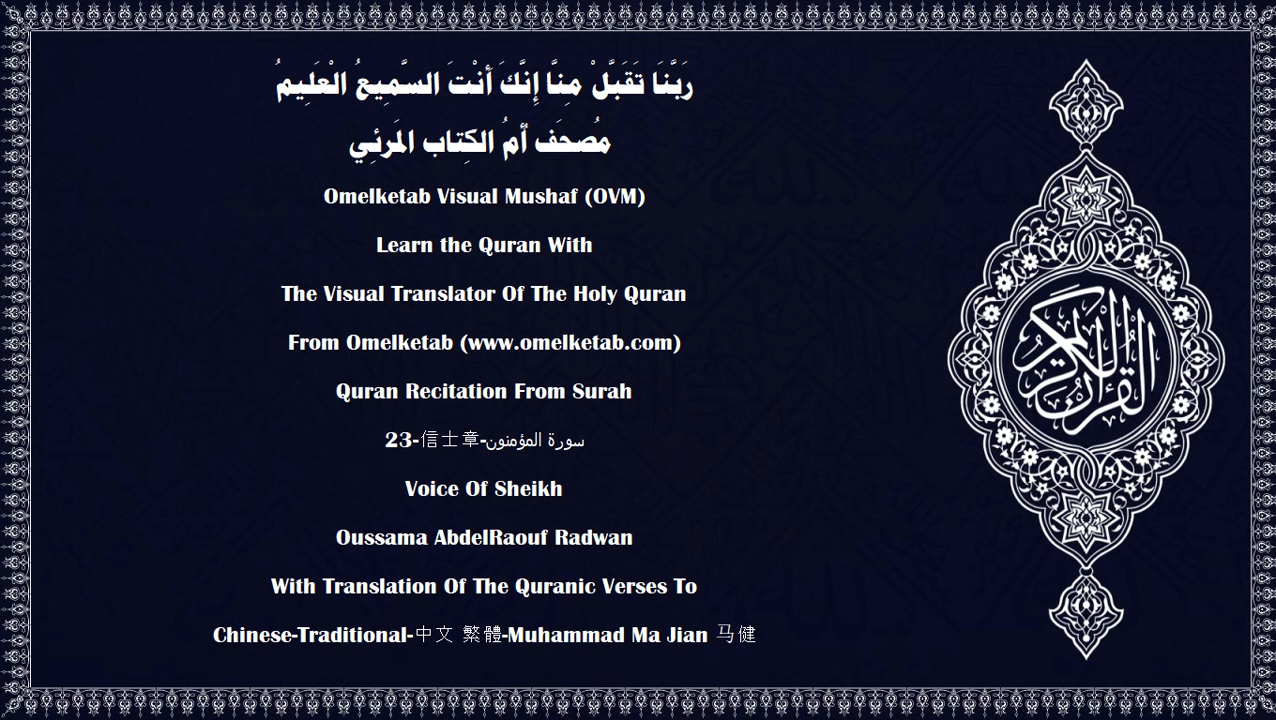 رَبَّنَا تَقَبَّلْ مِنَّا إِنَّكَ أَنْتَ السَّمِيعُ الْعَلِيمُ
مُصحَف أمُ الكِتاب المَرئِي
Omelketab Visual Mushaf (OVM)
Learn the Quran With
The Visual Translator Of The Holy Quran
From Omelketab (www.omelketab.com)
Quran Recitation From Surah
23-信士章-سورة المؤمنون
Voice Of Sheikh
Oussama AbdelRaouf Radwan
With Translation Of The Quranic Verses To
Chinese-Traditional-中文 繁體-Muhammad Ma Jian 马健
القرآن الكريم